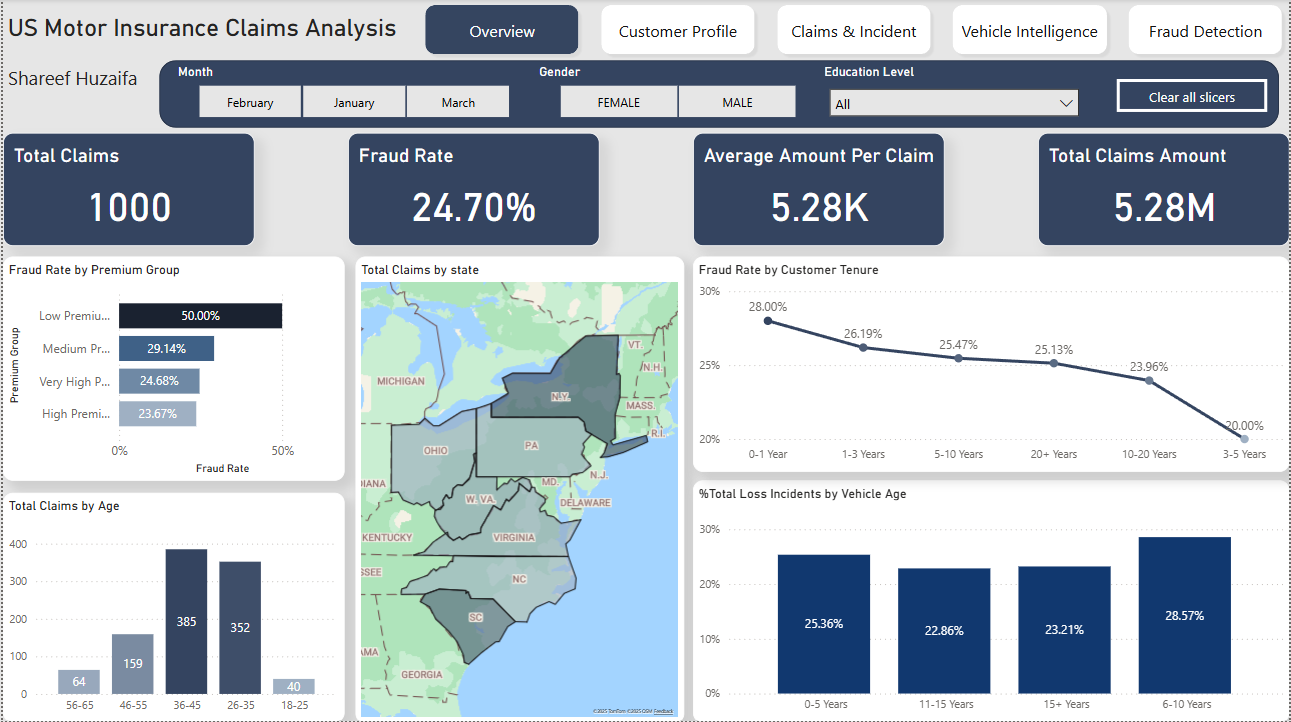 US Motor Insurance Claims Analysis
Overview
Customer Profile
Claims & Incident
Vehicle Intelligence
Fraud Detection
Shareef Huzaifa
Month
February
January
March
Gender
FEMALE
MALE
Education Level
All
Clear all slicers
Total Claims
1000
Fraud Rate
24.70%
Average Amount Per Claim
5.28K
Total Claims Amount
5.28M
Fraud Rate by Premium Group
Premium Group
Low Premiu...
50.00%
Medium Pr...
29.14%
Very High P...
24.68%
High Premi...
23.67%
0%
50%
Fraud Rate
Total Claims by state
MICHIGAN
VT.
N.H.
N.Y.
MASS.
R.I.
OHIO
PA
N.J.
IANA
MD.
W. VA.
DELAWARE
KENTUCKY
VIRGINIA
SSEE
NC
SC
AMA
GEORGIA
©2025 TomTom ©2025 OSM Feedback
Fraud Rate by Customer Tenure
30%
25%
20%
28.00%
26.19%
25.47%
25.13%
23.96%
20.00%
0-1 Year
1-3 Years
5-10 Years
20+ Years
10-20 Years
3-5 Years
Total Claims by Age
400
300
200
100
0
64
159
385
352
40
56-65
46-55
36-45
26-35
18-25
%Total Loss Incidents by Vehicle Age
30%
20%
10%
0%
25.36%
22.86%
23.21%
28.57%
0-5 Years
11-15 Years
15+ Years
6-10 Years